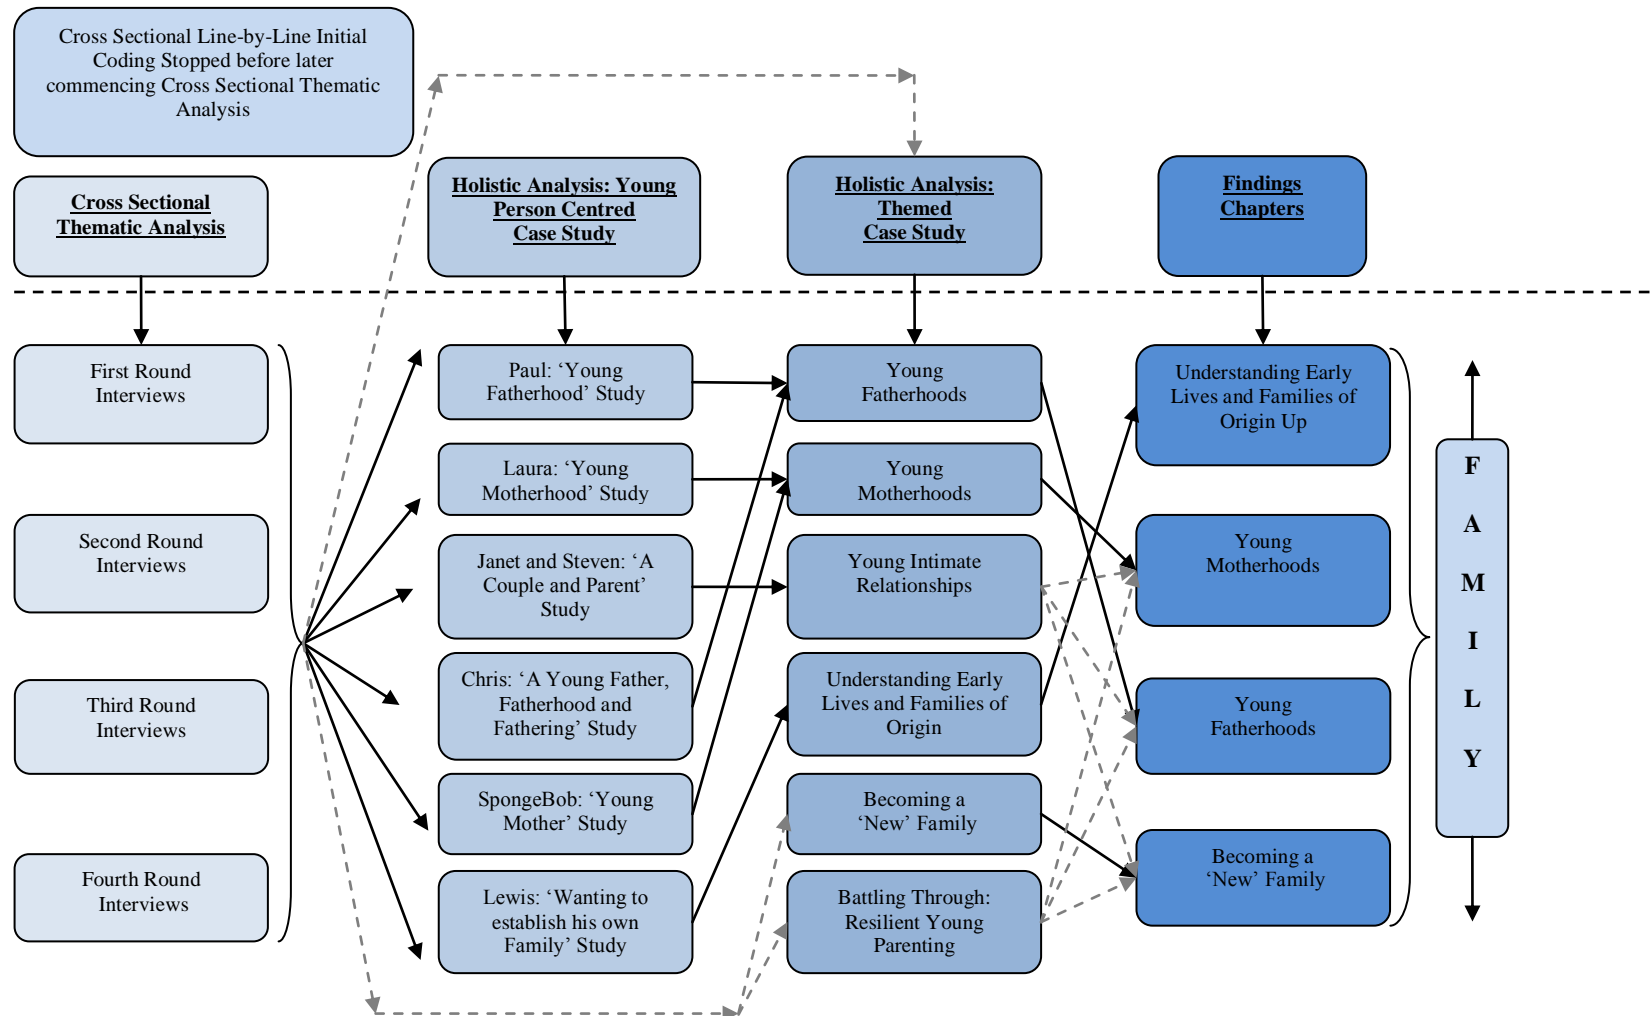 Cross Sectional Line-by-Line Initial
Coding Stopped before later
commencing Cross Sectional Thematic
Analysis
Cross Sectional
Thematic Analysis
Holistic Analysis: Young
Person Centred
Case Study
Holistic Analysis:
Themed
Case Study
Findings
Chapters
First Round
Interviews
Second Round
Interviews
Third Round
Interviews
Fourth Round
Interviews
Paul: ‘Young
Fatherhood’ Study
Laura: ‘Young
Motherhood’ Study
Janet and Steven: ‘A
Couple and Parent’
Study
Chris: ‘A Young Father,
Fatherhood and
Fathering’ Study
SpongeBob: ‘Young
Mother’ Study
Lewis: ‘Wanting to
establish his own
Family’ Study
Young
Fatherhoods
Young
Motherhoods
Young Intimate
Relationships
Understanding Early
Lives and Families of
Origin
Becoming a
‘New’ Family
Battling Through:
Resilient Young
Parenting
Understanding Early
Lives and Families of
Origin Up
Young
Motherhoods
Young
Fatherhoods
Becoming a
‘New’ Family
F
A
M
I
L
Y